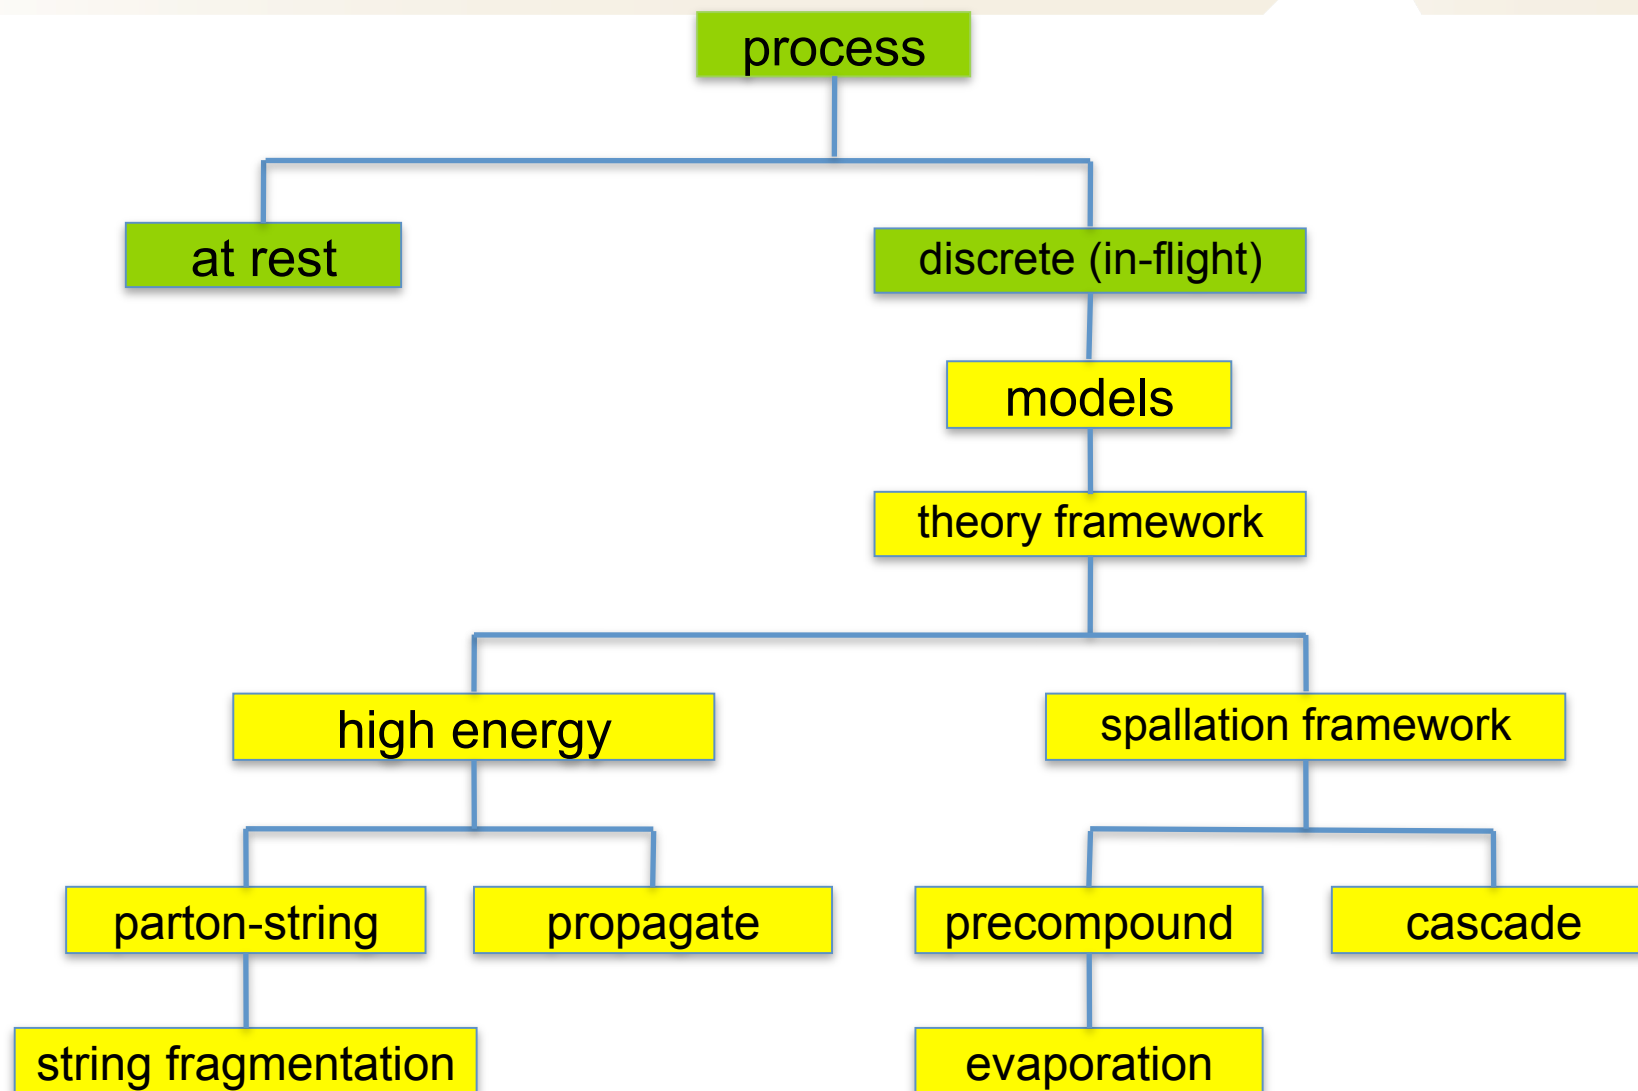 process
at rest
discrete (in-flight)
models
theory framework
high energy
spallation framework
parton-string
propagate
precompound
cascade
string fragmentation
evaporation